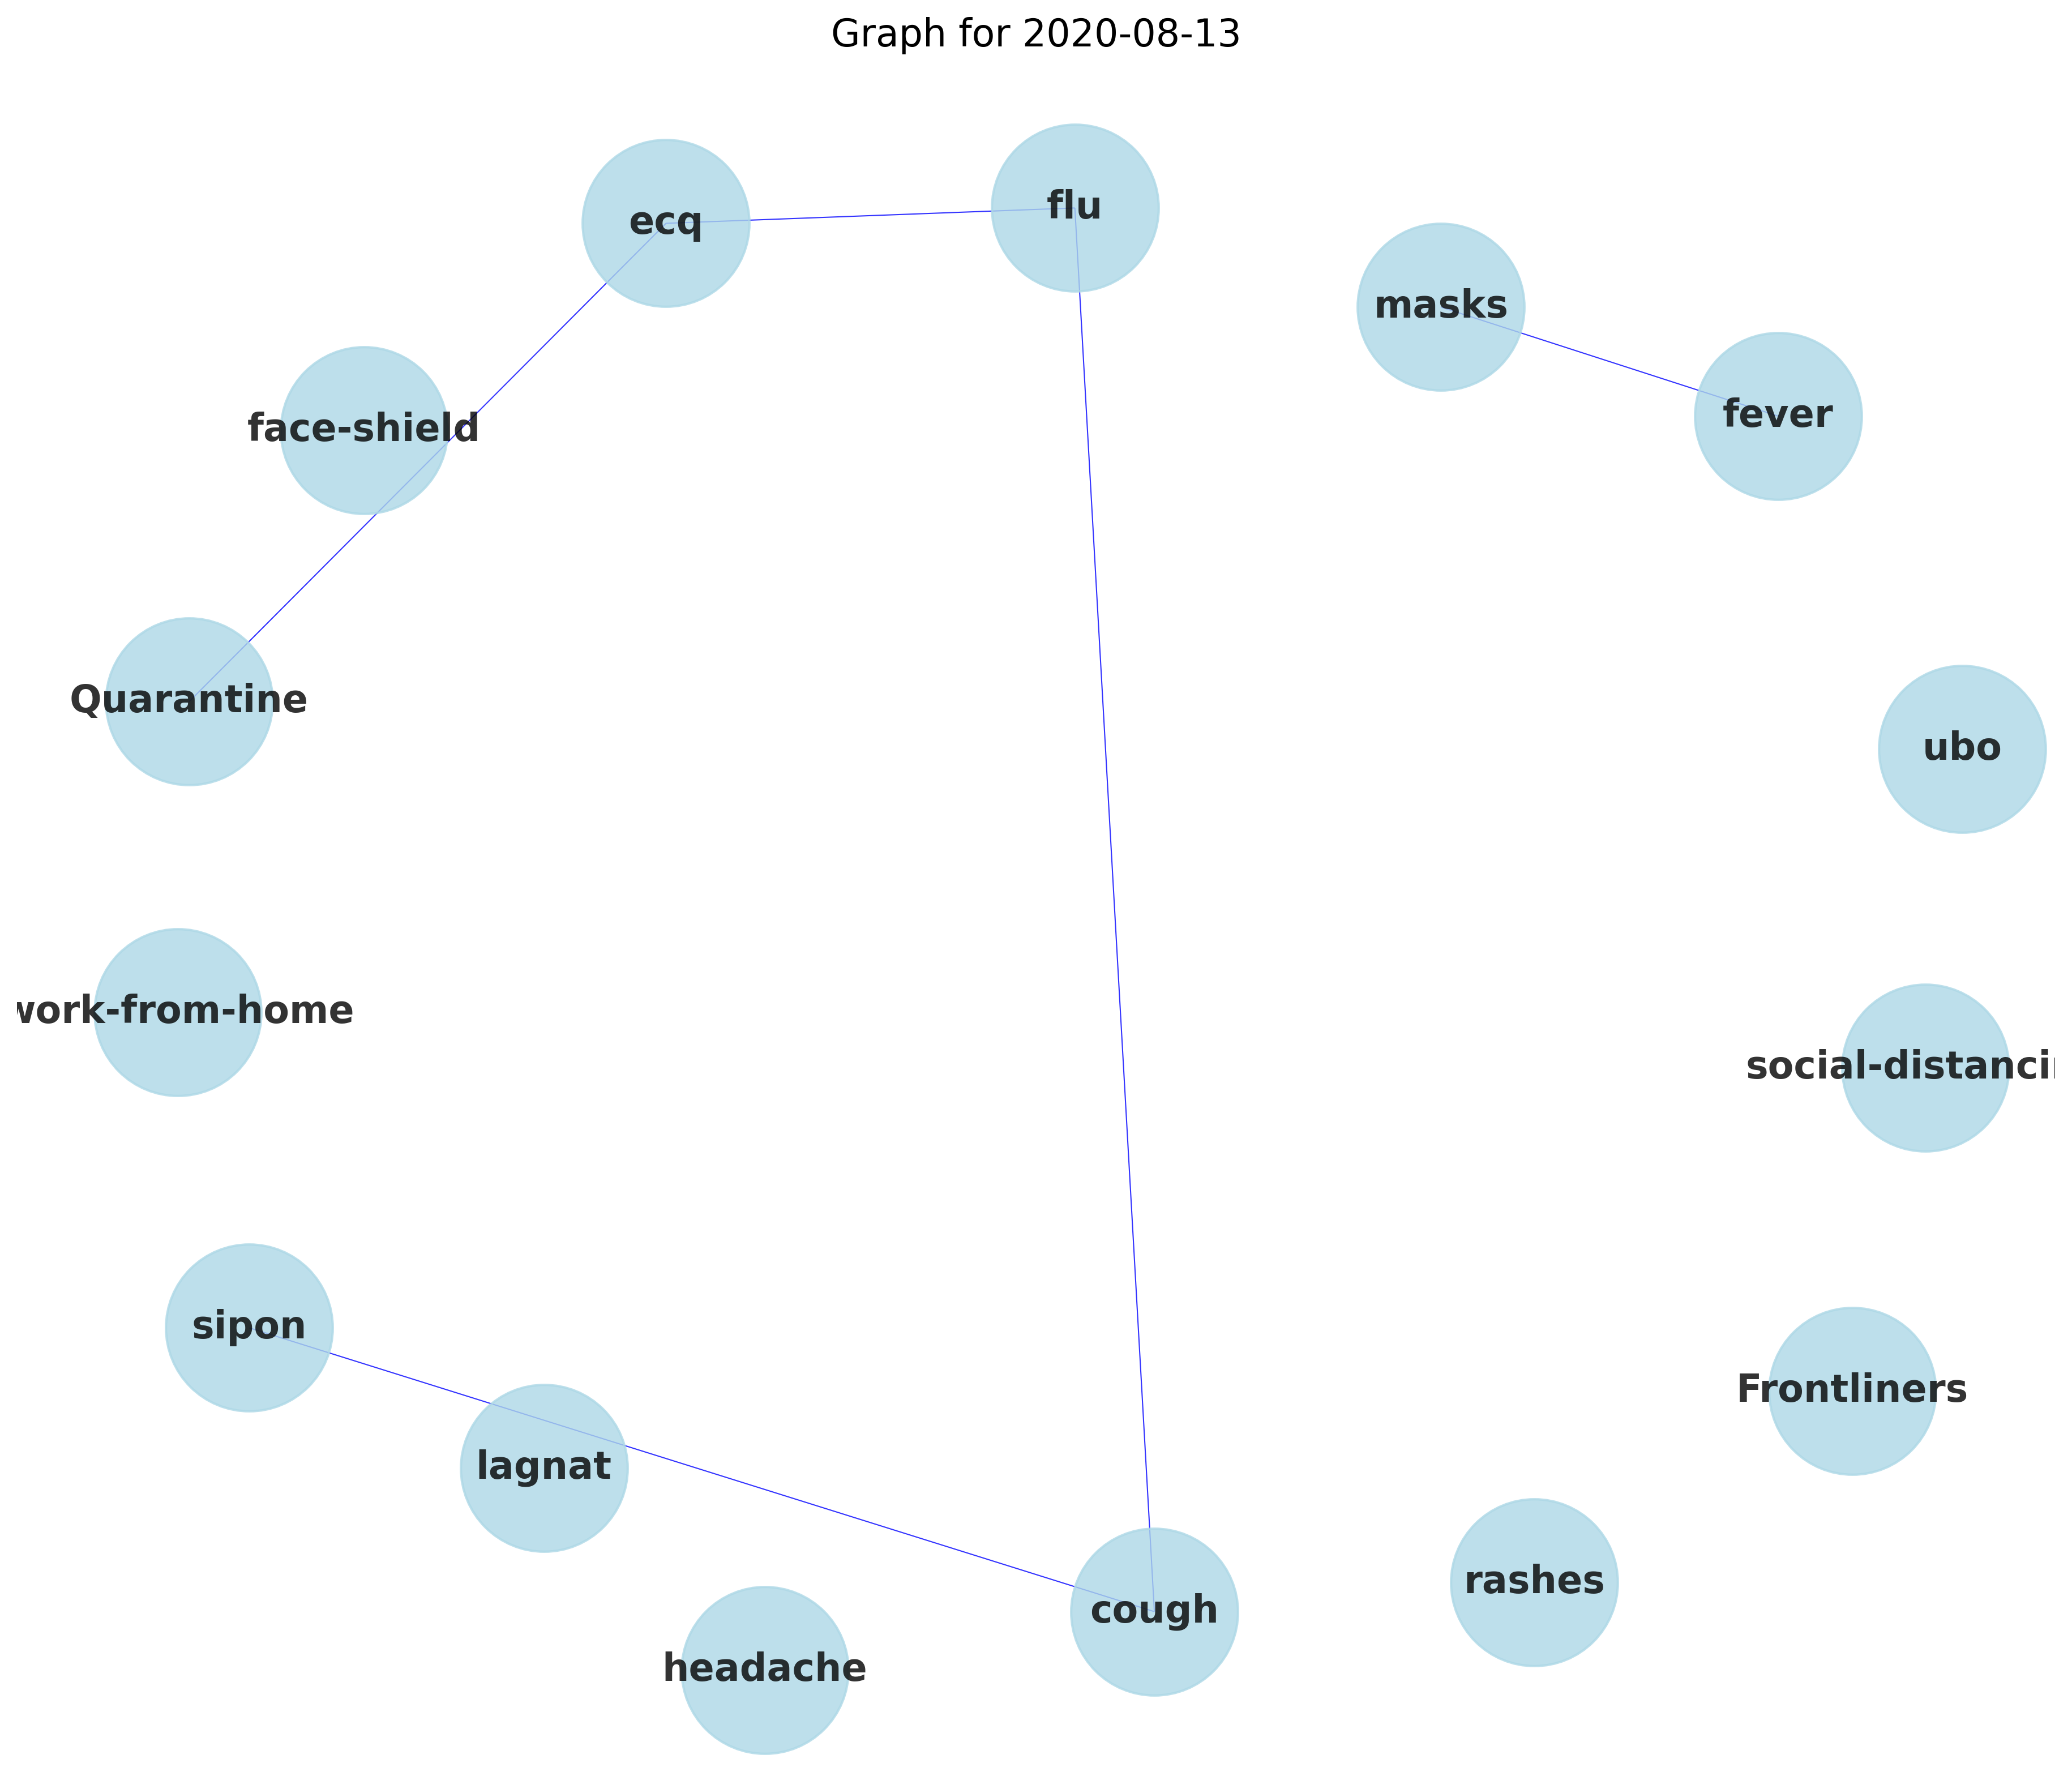 Graph for 2020-08-13
flu
ecq
masks
fever
face-shield
Quarantine
ubo
work-from-home
social-distanci
sipon
Frontliners
lagnat
rashes
cough
headache